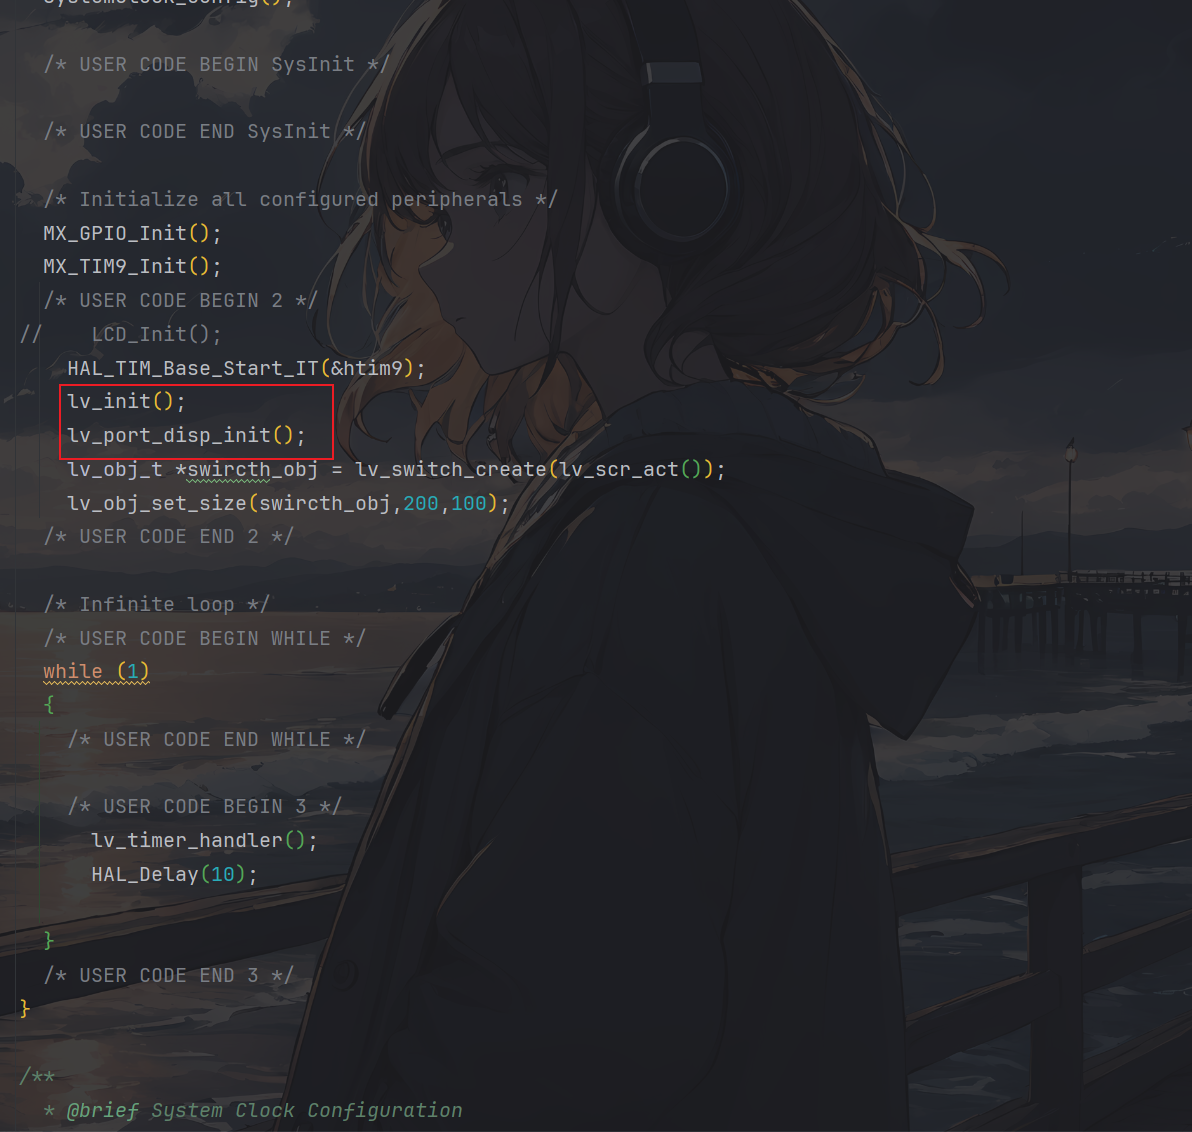 SystemClock_Config();
/* USER CODE BEGIN SysInit */
/* USER CODE END SysInit */
/* Initialize all configured peripherals */
MX_GPIO_Init();
MX_TIM9_Init();
/* USER CODE BEGIN 2 */
//    LCD_Init();
HAL_TIM_Base_Start_IT(&htim9);
lv_init();
lv_port_disp_init();
lv_obj_t *swircth_obj = lv_switch_create(lv_scr_act());
lv_obj_set_size(swircth_obj,200,100);
/* USER CODE END 2 */
/* Infinite loop */
/* USER CODE BEGIN WHILE */
while (1)
{
/* USER CODE END WHILE */
/* USER CODE BEGIN 3 */
lv_timer_handler();
HAL_Delay(10);
}
/* USER CODE END 3 */
}
/**
* @brief System Clock Configuration